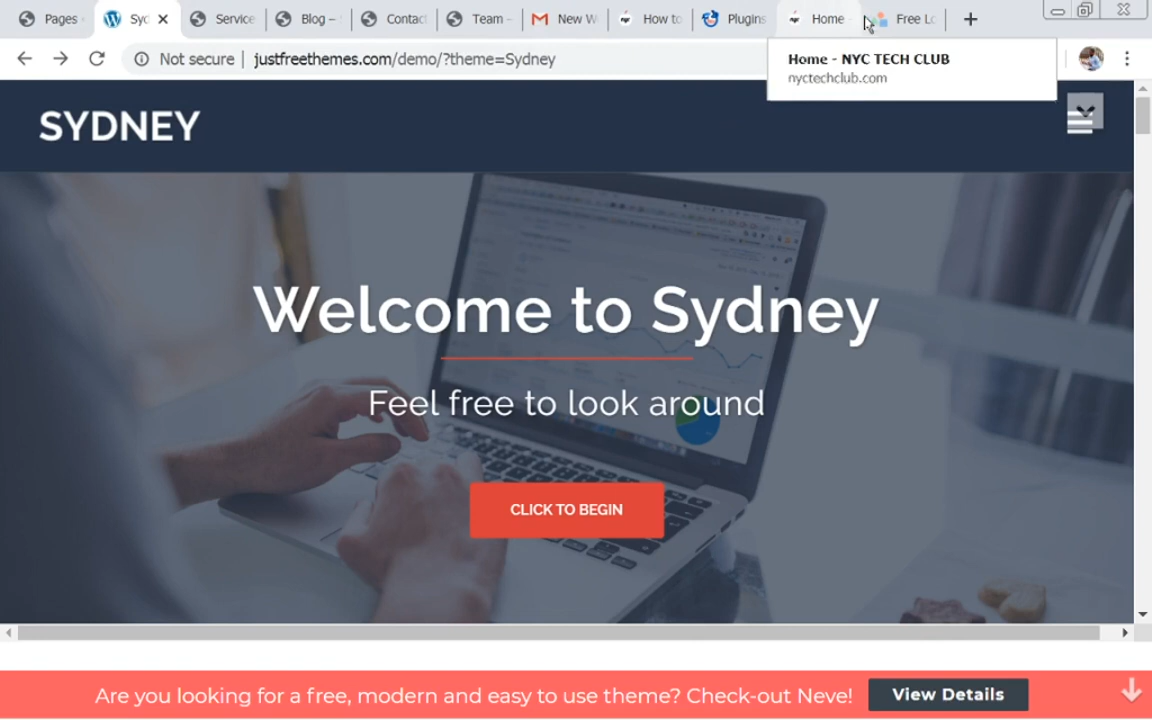 Pages
Syc
Service
Blog –
Contac
Team –
New W
How to
Plugins
Home -
Free Lo
Not secure
justfreethemes.com/demo/?theme=Sydney
Home - NYC TECH CLUB
nyctechclub.com
SYDNEY
Welcome to Sydney
Feel free to look around
CLICK TO BEGIN
Are you looking for a free, modern and easy to use theme? Check-out Neve!
View Details